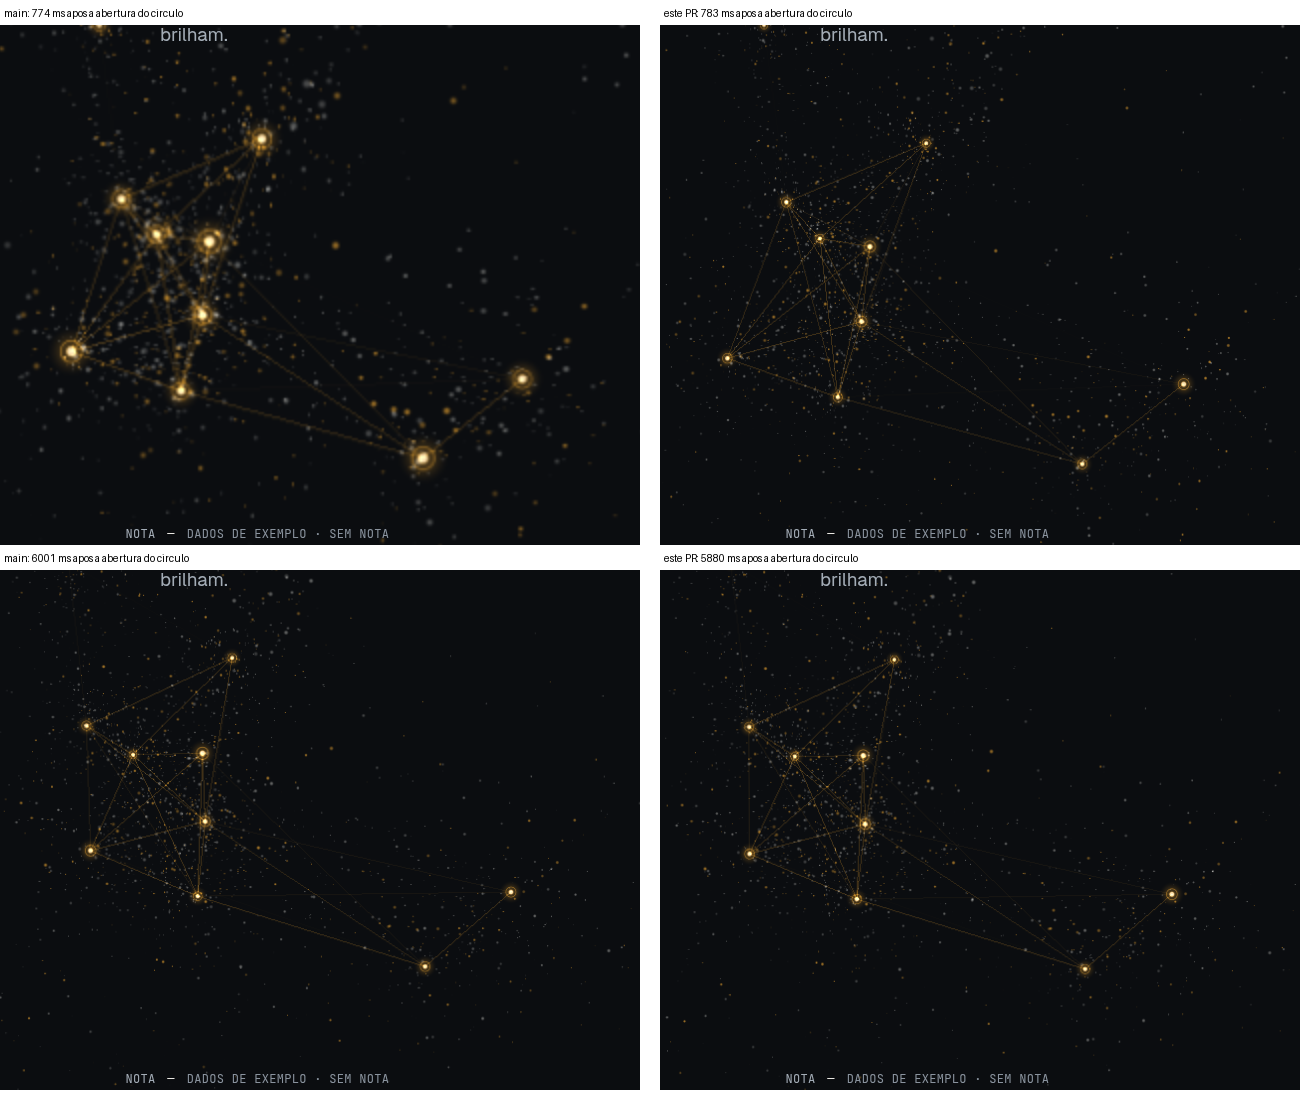 main: 774 ms apos a abertura do circulo
este PR: 783 ms apos a abertura do circulo
brilham.
brilham.
NOTA — DADOS DE EXEMPLO · SEM NOTA
NOTA — DADOS DE EXEMPLO · SEM NOTA
main: 6001 ms apos a abertura do circulo
este PR: 5880 ms apos a abertura do circulo
brilham.
brilham.
NOTA — DADOS DE EXEMPLO · SEM NOTA
NOTA — DADOS DE EXEMPLO · SEM NOTA